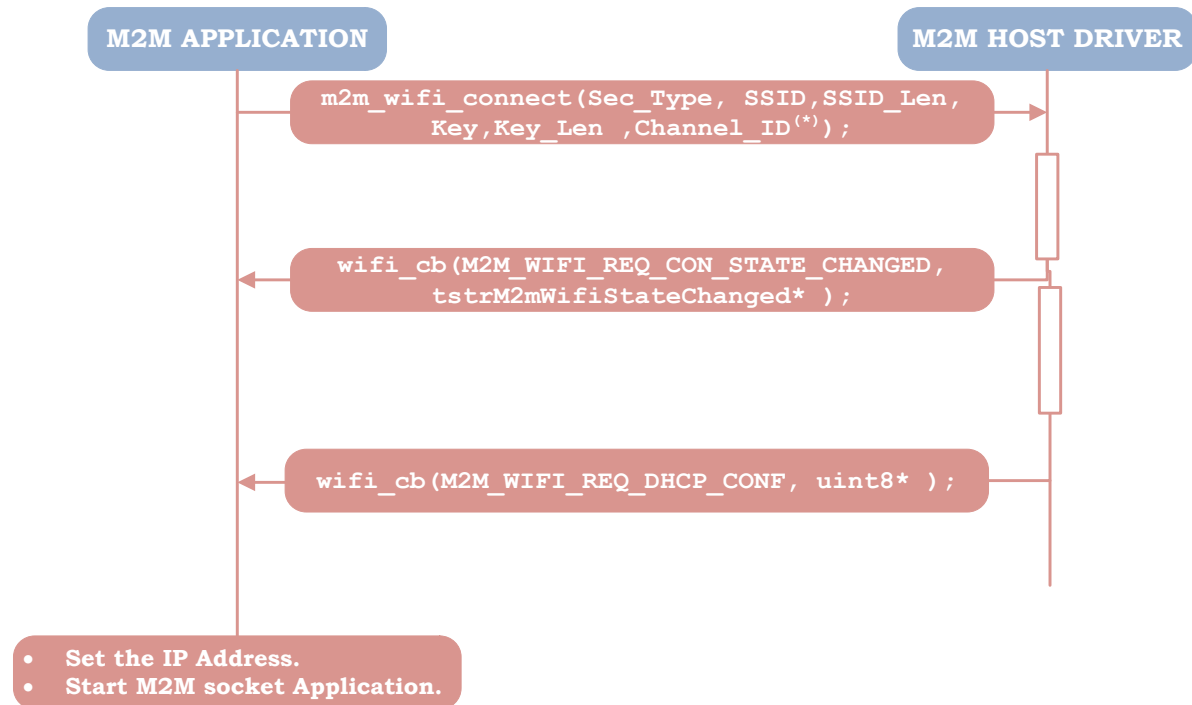 M2M APPLICATION
M2M HOST DRIVER
m2m_wifi_connect(Sec_Type, SSID,SSID_Len,
Key,Key_Len ,Channel_ID(*));
wifi_cb(M2M_WIFI_REQ_CON_STATE_CHANGED,
tstrM2mWifiStateChanged* );
wifi_cb(M2M_WIFI_REQ_DHCP_CONF, uint8* );
• Set the IP Address.
• Start M2M socket Application.